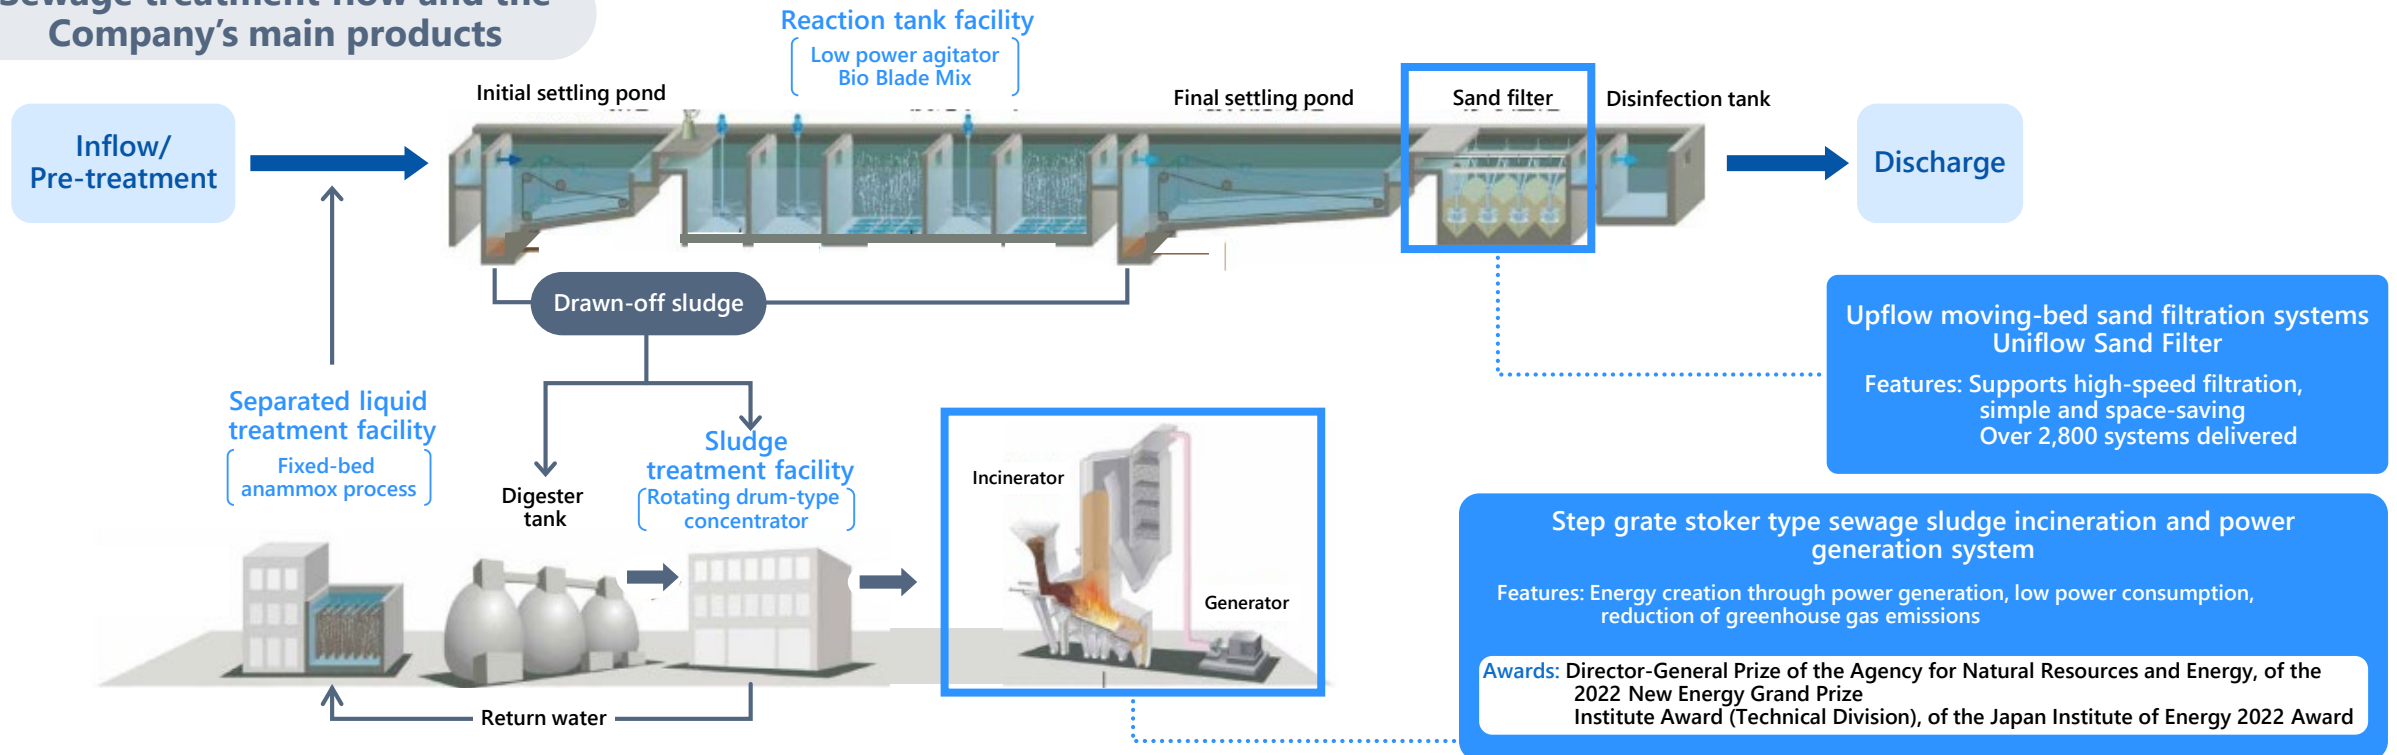 Sewage treatment flow and the
Company's main products
Reaction tank facility
Low power agitator
Bio Blade Mix
Initial settling pond
Final settling pond
Sand filter
Disinfection tank
Inflow/
Pre-treatment
Discharge
Drawn-off sludge
Upflow moving-bed sand filtration systems
Uniflow Sand Filter
Features: Supports high-speed filtration,
simple and space-saving
Over 2,800 systems delivered
Separated liquid
treatment facility
Fixed-bed
anammox process
Digester
tank
Sludge
treatment facility
Rotating drum-type
concentrator
Incinerator
Generator
Return water
Step grate stoker type sewage sludge incineration and power
generation system
Features: Energy creation through power generation, low power consumption,
reduction of greenhouse gas emissions
Awards: Director-General Prize of the Agency for Natural Resources and Energy, of the
2022 New Energy Grand Prize
Institute Award (Technical Division), of the Japan Institute of Energy 2022 Award